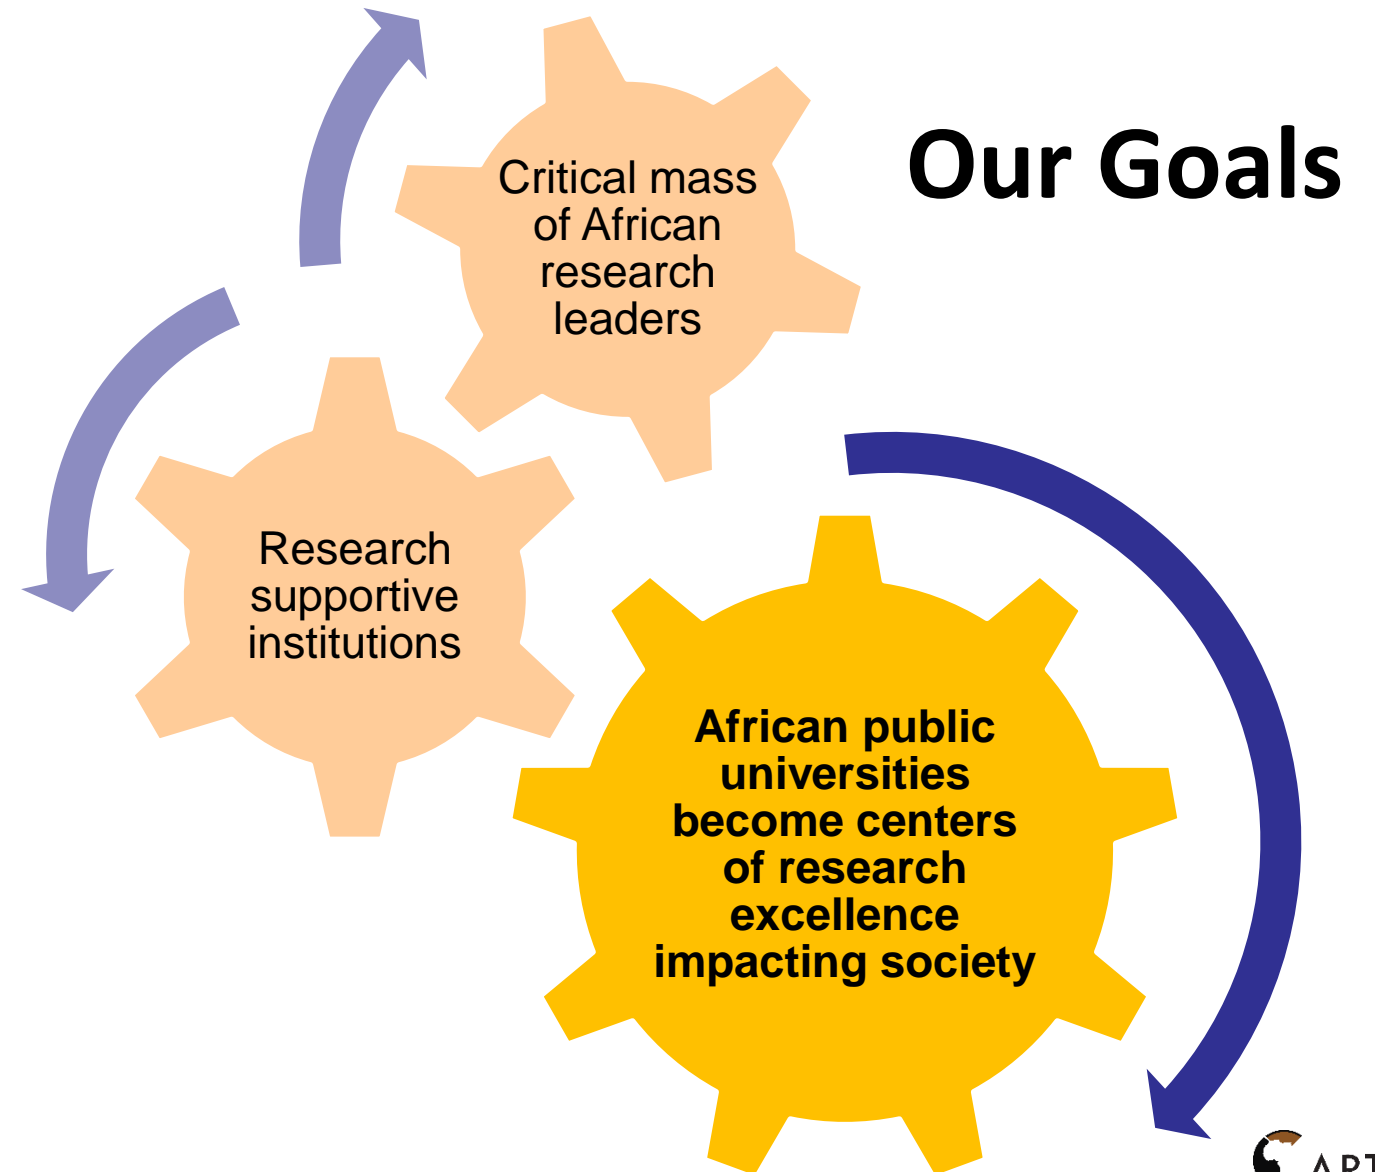 Our Goals
Critical mass
of African
research
leaders
Research
supportive
institutions
African public
universities
become centers
of research
excellence
impacting society